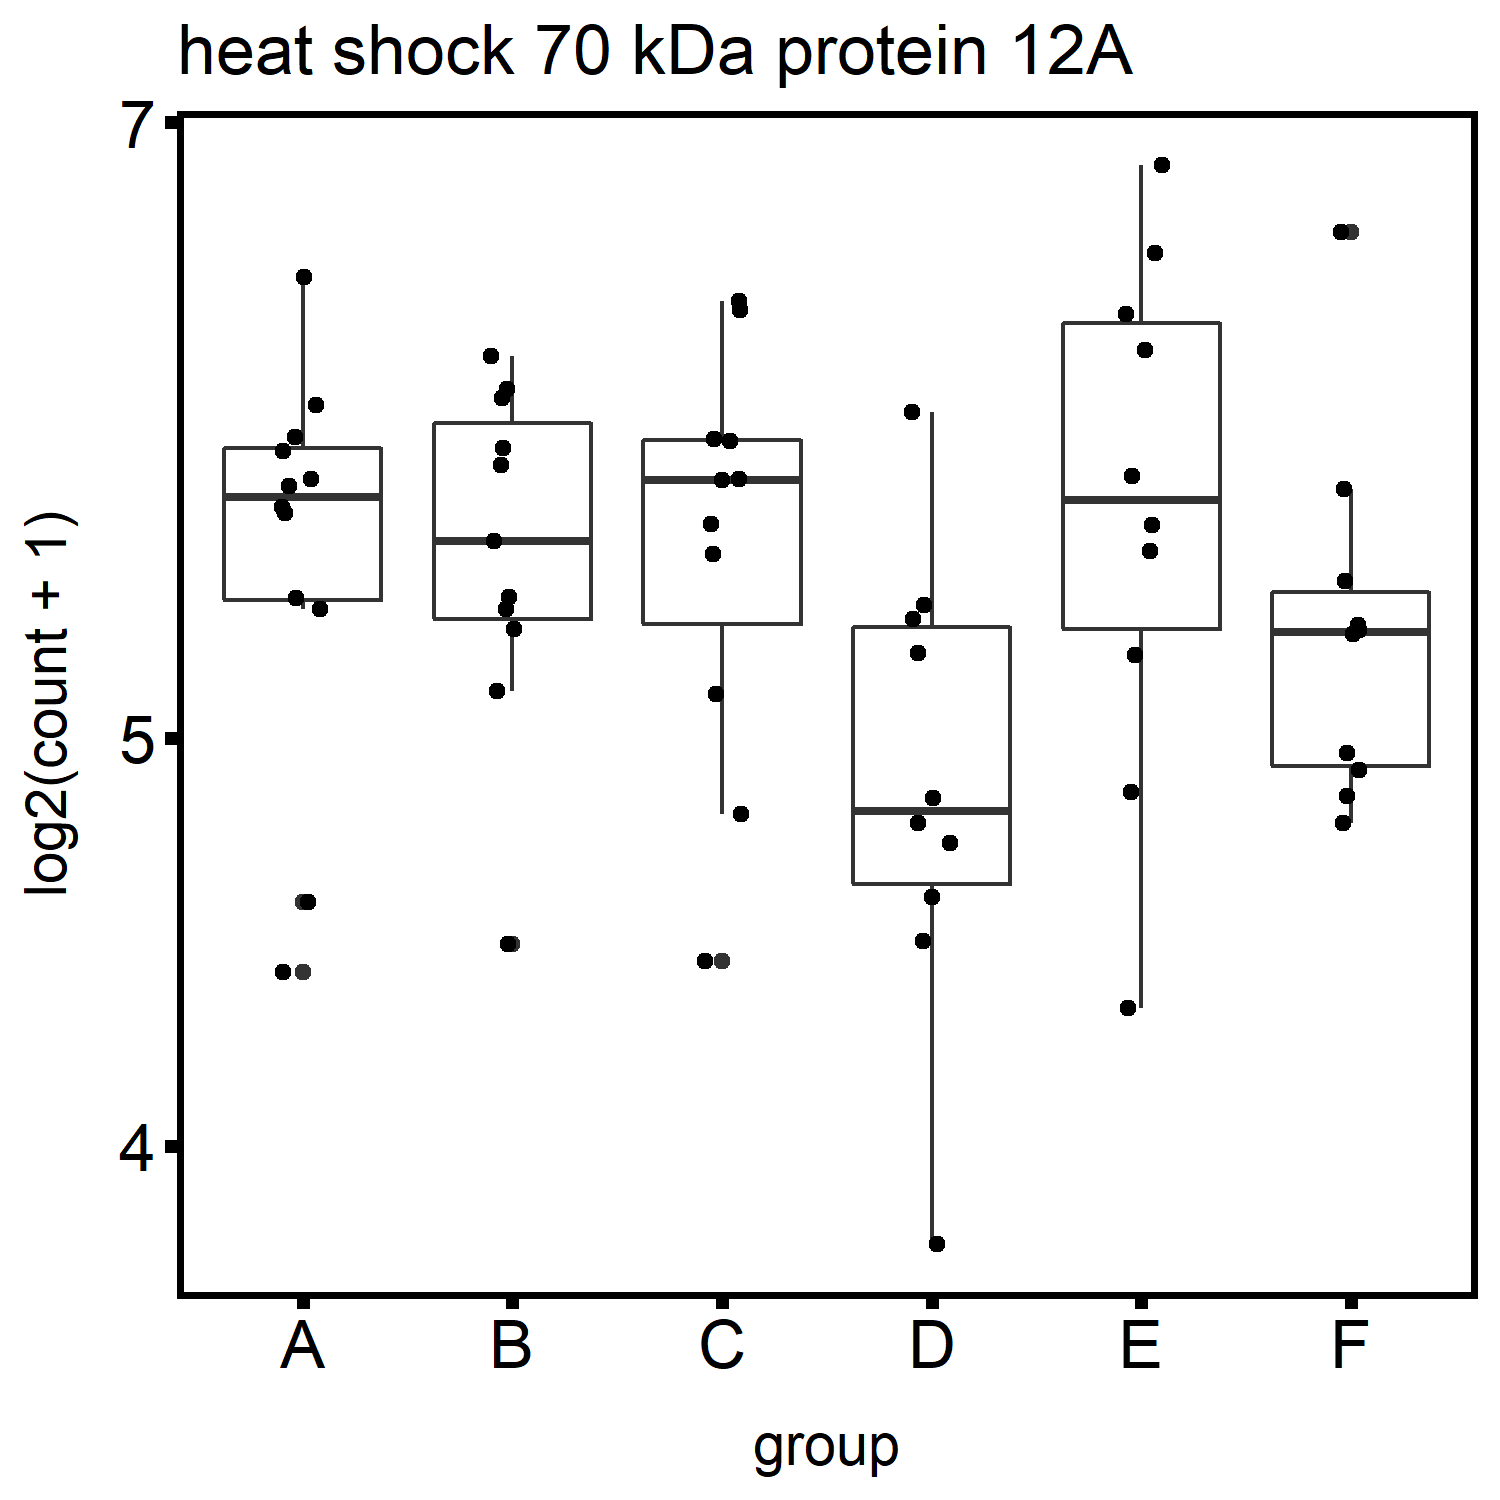 heat shock 70 kDa protein 12A
7
5
4
log2(count + 1)
A B C D E F
group